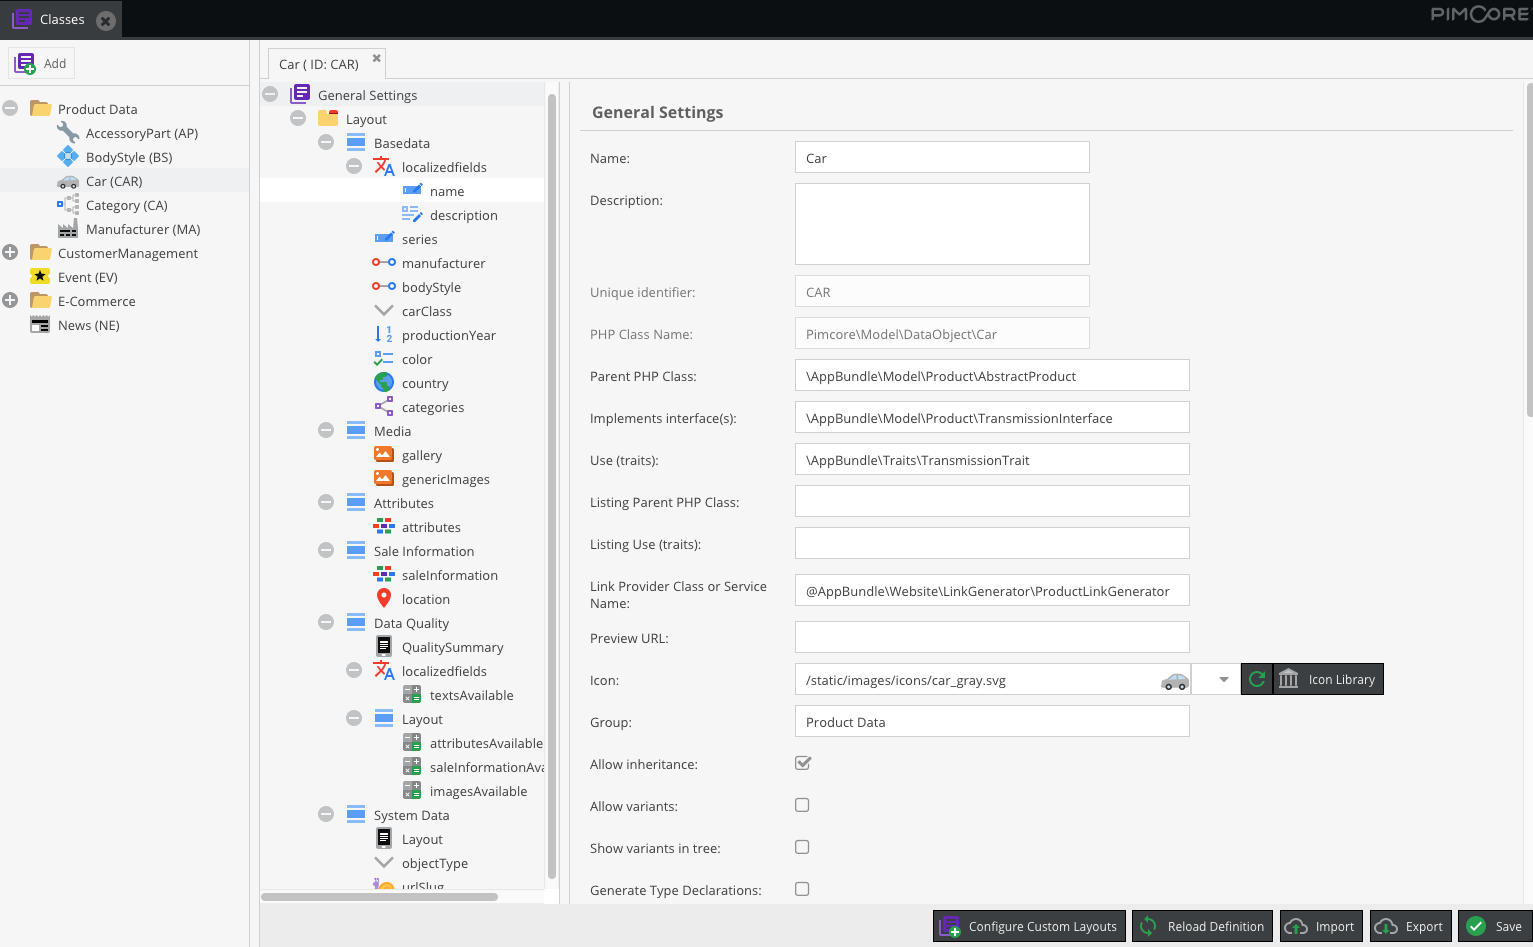 Classes
PIMCORE
Add
Product Data
AccessoryPart (AP)
BodyStyle (BS)
Car (CAR)
Category (CA)
Manufacturer (MA)
CustomerManagement
Event (EV)
E-Commerce
News (NE)
Car ( ID: CAR)
General Settings
Layout
Basedata
localizedfields
name
description
series
manufacturer
bodyStyle
carClass
productionYear
color
country
categories
Media
gallery
genericImages
Attributes
attributes
Sale Information
saleInformation
location
Data Quality
QualitySummary
localizedfields
textsAvailable
Layout
attributesAvailable
saleInformationAva
imagesAvailable
System Data
Layout
objectType
urlSlug
General Settings
Name: Car
Description:
Unique identifier: CAR
PHP Class Name: Pimcore\Model\DataObject\Car
Parent PHP Class: \AppBundle\Model\Product\AbstractProduct
Implements interface(s): \AppBundle\Model\Product\TransmissionInterface
Use (traits): \AppBundle\Traits\TransmissionTrait
Listing Parent PHP Class:
Listing Use (traits):
Link Provider Class or Service
Name: @AppBundle\Website\LinkGenerator\ProductLinkGenerator
Preview URL:
Icon: /static/images/icons/car_gray.svg Icon Library
Group: Product Data
Allow inheritance:
Allow variants:
Show variants in tree:
Generate Type Declarations:
Configure Custom Layouts Reload Definition Import Export Save